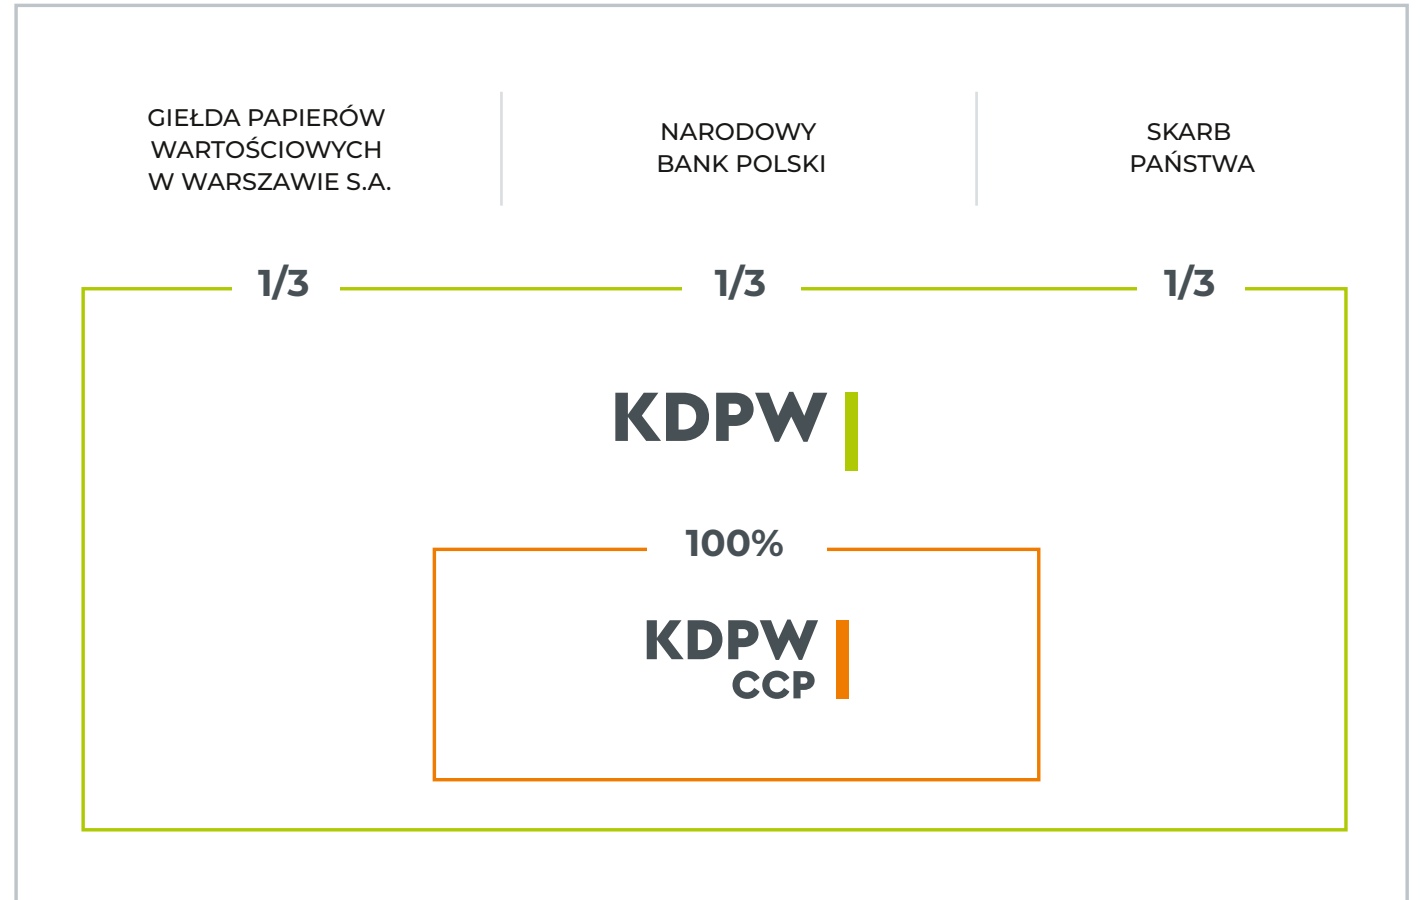 GIEŁDA PAPIERÓW
WARTOŚCIOWYCH
W WARSZAWIE S.A.
NARODOWY
BANK POLSKI
SKARB
PAŃSTWA
1/3
1/3
1/3
KDPW
100%
KDPW
CCP